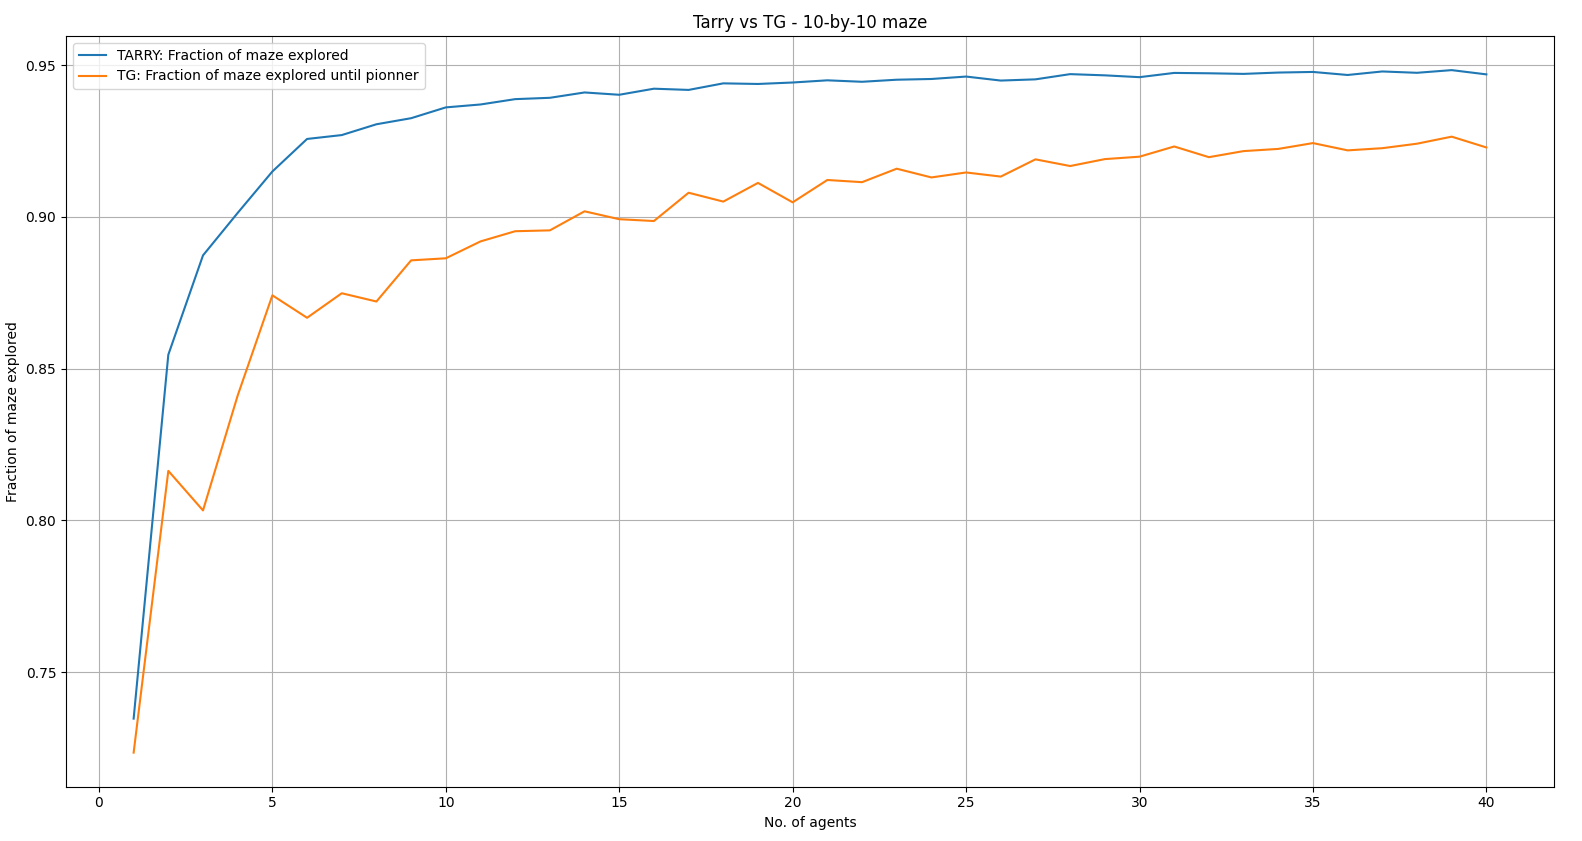 Tarry vs TG - 10-by-10 maze
TARRY: Fraction of maze explored
TG: Fraction of maze explored until pionner
0.95
0.90
0.85
0.80
0.75
Fraction of maze explored
0 5 10 15 20 25 30 35 40
No. of agents